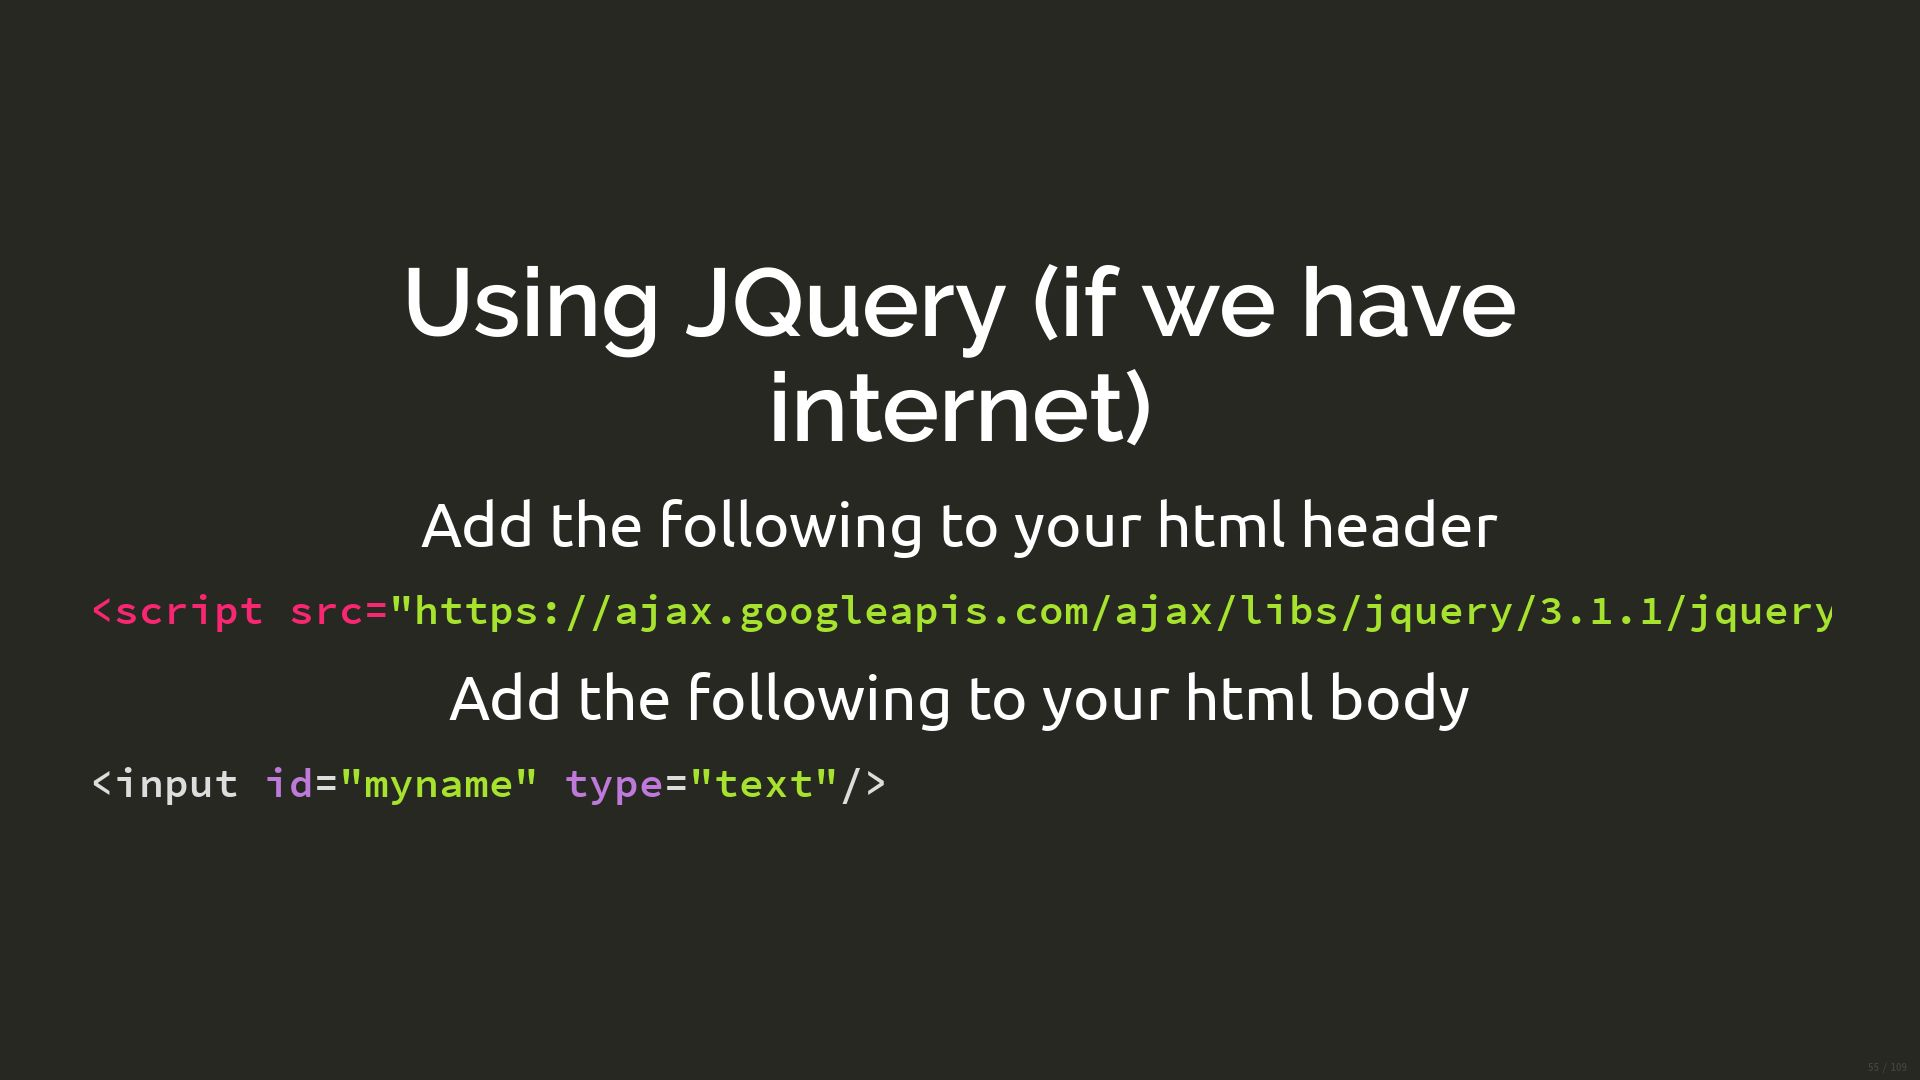 Using JQuery (if we have
internet)
Add the following to your html header
<script src="https://ajax.googleapis.com/ajax/libs/jquery/3.1.1/jquery
Add the following to your html body
<input id="myname" type="text"/>
55 / 109